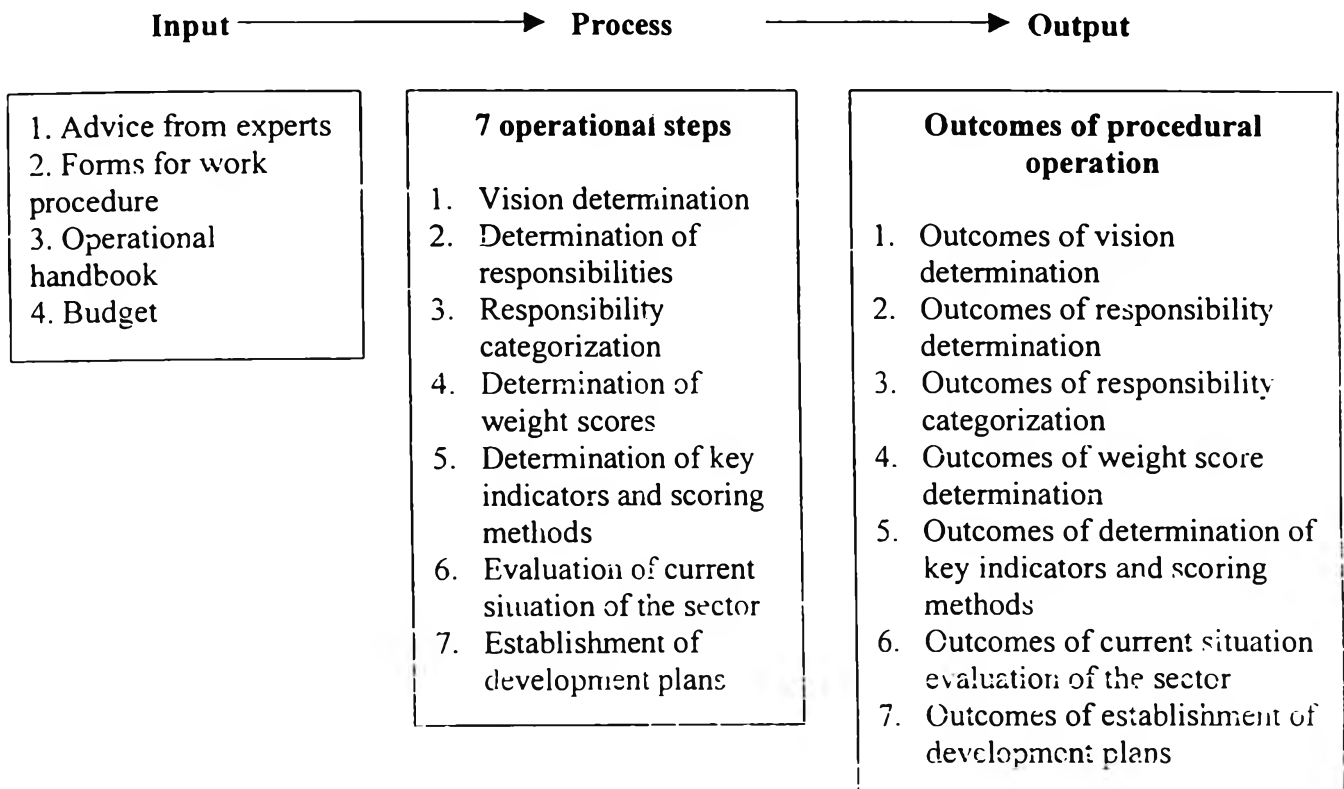 Input Process Output
1. Advice from experts
2. Forms for work
procedure
3. Operational
handbook
4. Budget
7 operational steps
1. Vision determination
2. Determination of
responsibilities
3. Responsibility
categorization
4. Determination of
weight scores
5. Determination of key
indicators and scoring
methods
6. Evaluation of current
situation of the sector
7. Establishment of
development plans
Outcomes of procedural
operation
1. Outcomes of vision
determination
2. Outcomes of responsibility
determination
3. Outcomes of responsibility
categorization
4. Outcomes of weight score
determination
5. Outcomes of determination of
key indicators and scoring
methods
6. Outcomes of current situation
evaluation of the sector
7. Outcomes of establishment of
development plans